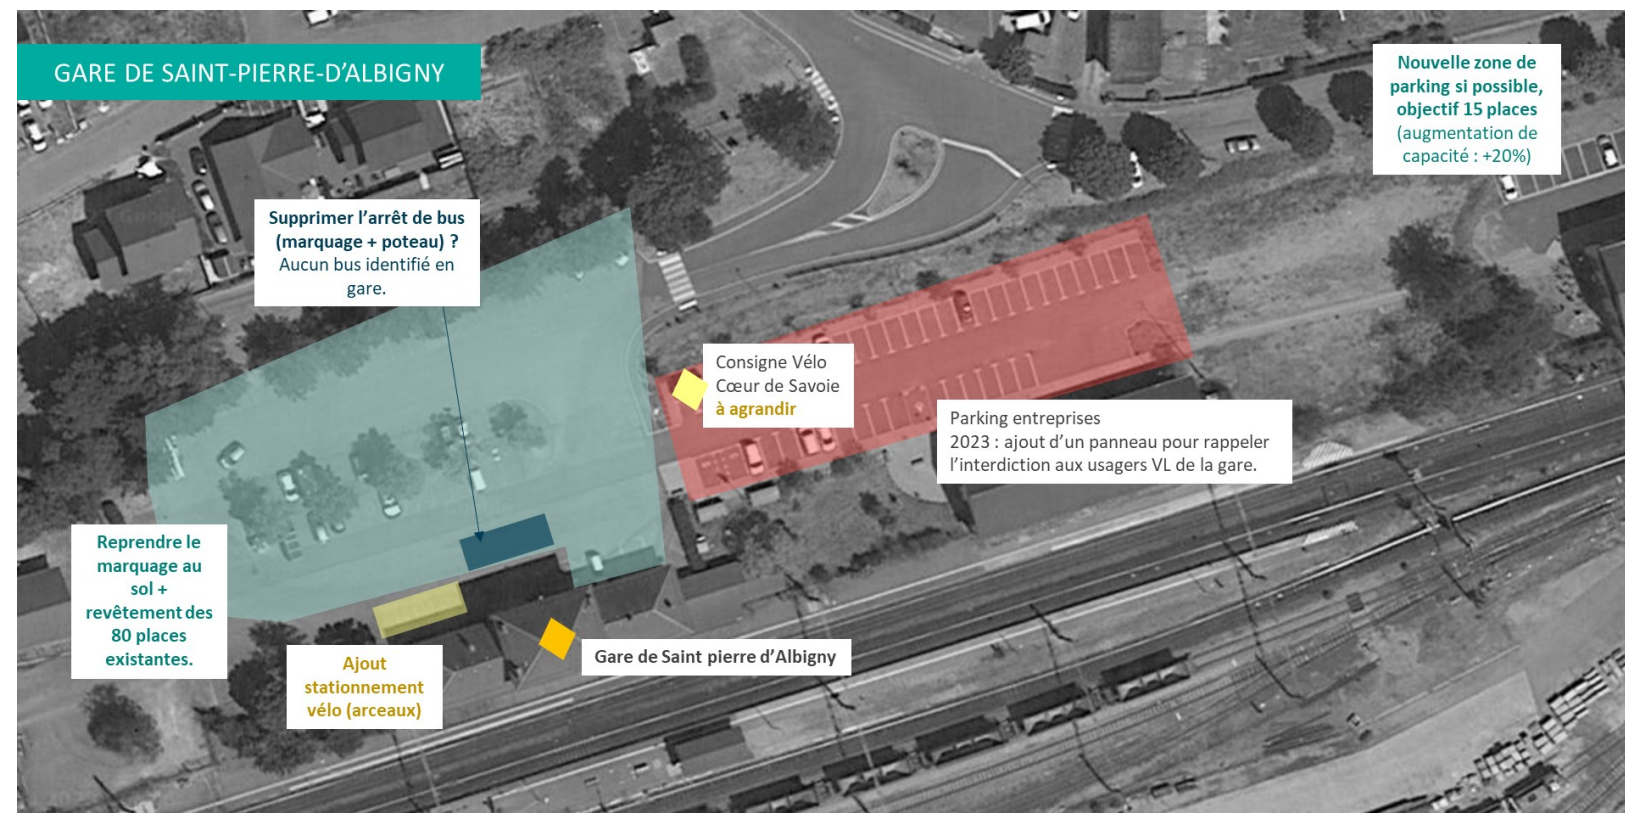 GARE DE SAINT-PIERRE-D’ALBIGNY
Nouvelle zone de
parking si possible,
objectif 15 places
(augmentation de
capacité : +20%)
Supprimer l’arrêt de bus
(marquage + poteau) ?
Aucun bus identifié en
gare.
Consigne Vélo
Cœur de Savoie
à agrandir
Parking entreprises
2023 : ajout d’un panneau pour rappeler
l’interdiction aux usagers VL de la gare.
Reprendre le
marquage au
sol +
revêtement des
80 places
existantes.
Ajout
stationnement
vélo (arceaux)
Gare de Saint pierre d’Albigny